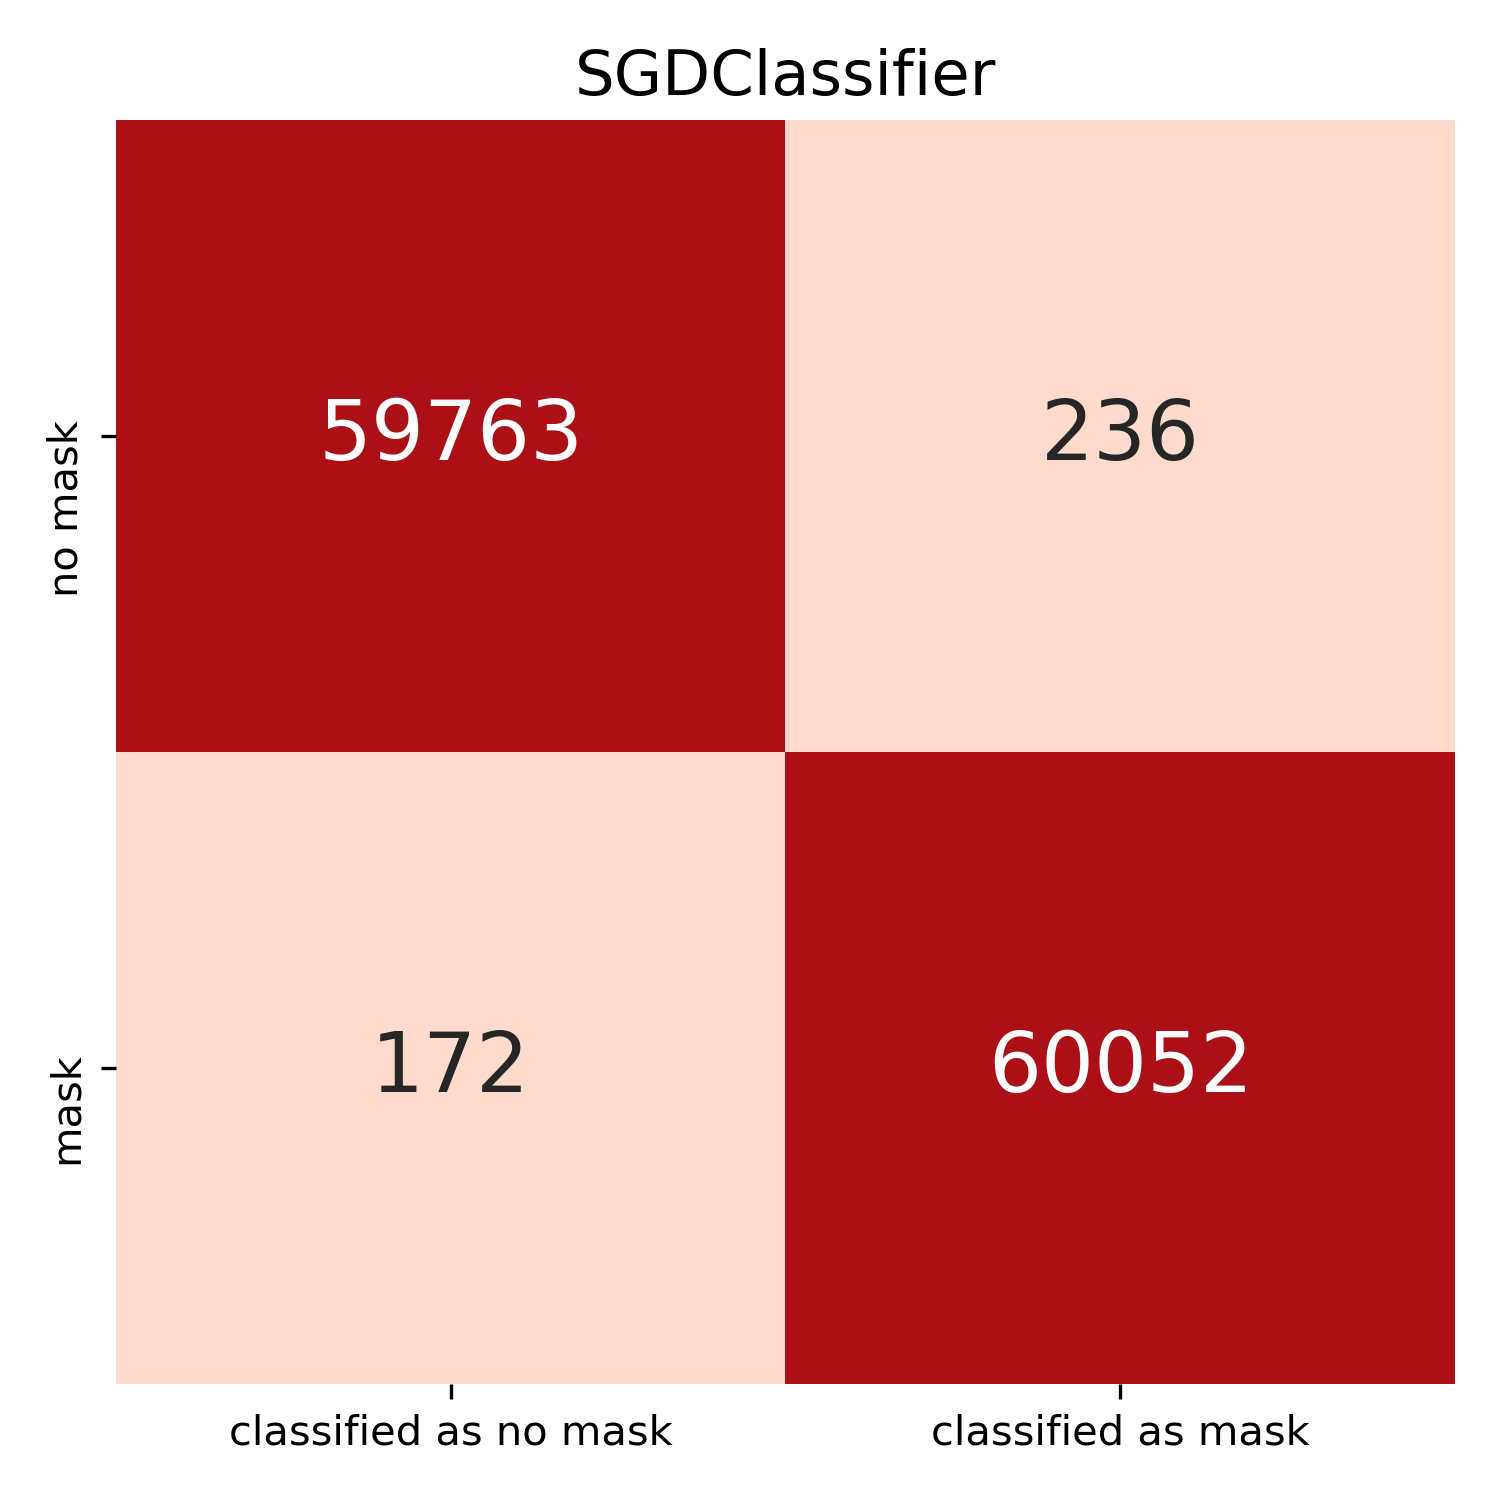 SGDClassifier
no mask
59763
236
mask
172
60052
classified as no mask
classified as mask